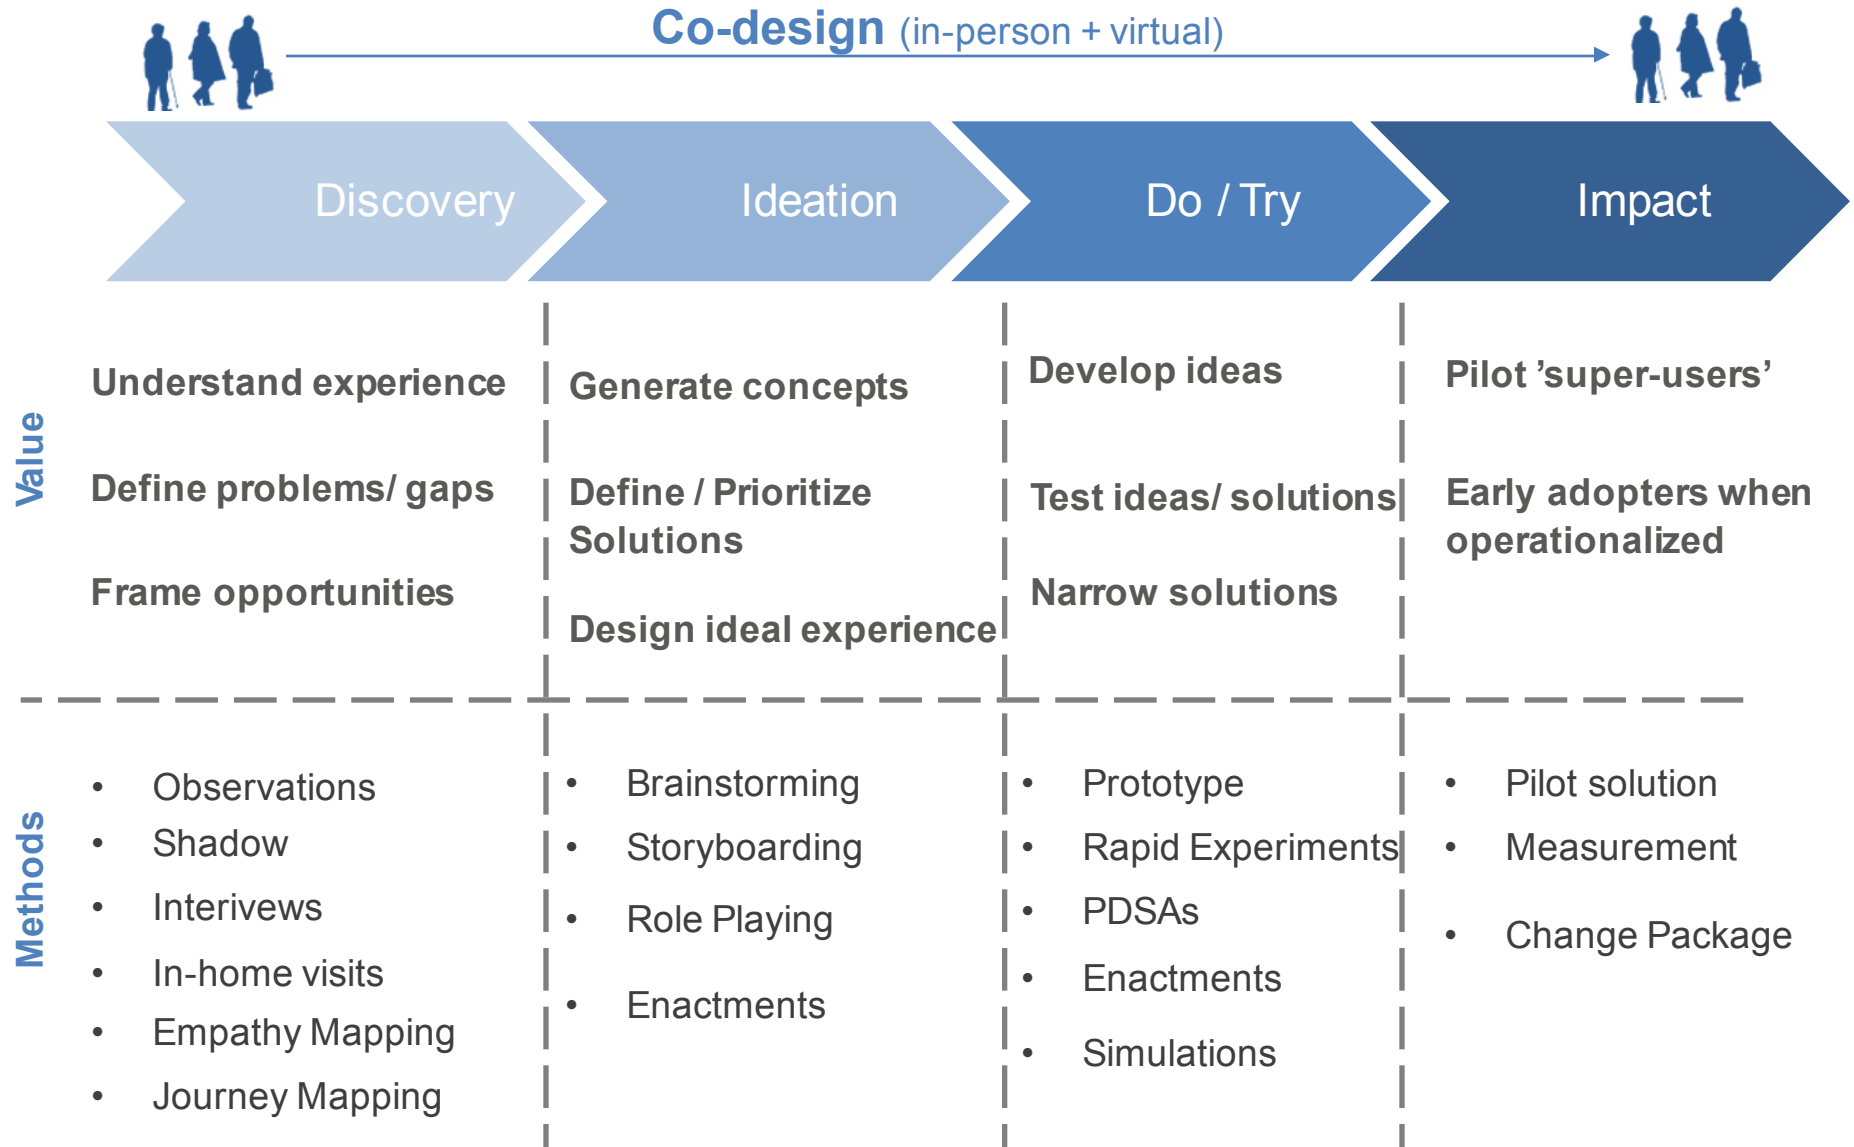 Co-design (in-person + virtual)
Discovery
Ideation
Do / Try
Impact
Value
Understand experience
Define problems/ gaps
Frame opportunities
Generate concepts
Define / Prioritize
Solutions
Design ideal experience
Develop ideas
Test ideas/ solutions
Narrow solutions
Pilot ’super-users’
Early adopters when
operationalized
Methods
• Observations
• Shadow
• Interivews
• In-home visits
• Empathy Mapping
• Journey Mapping
• Brainstorming
• Storyboarding
• Role Playing
• Enactments
• Prototype
• Rapid Experiments
• PDSAs
• Enactments
• Simulations
• Pilot solution
• Measurement
• Change Package